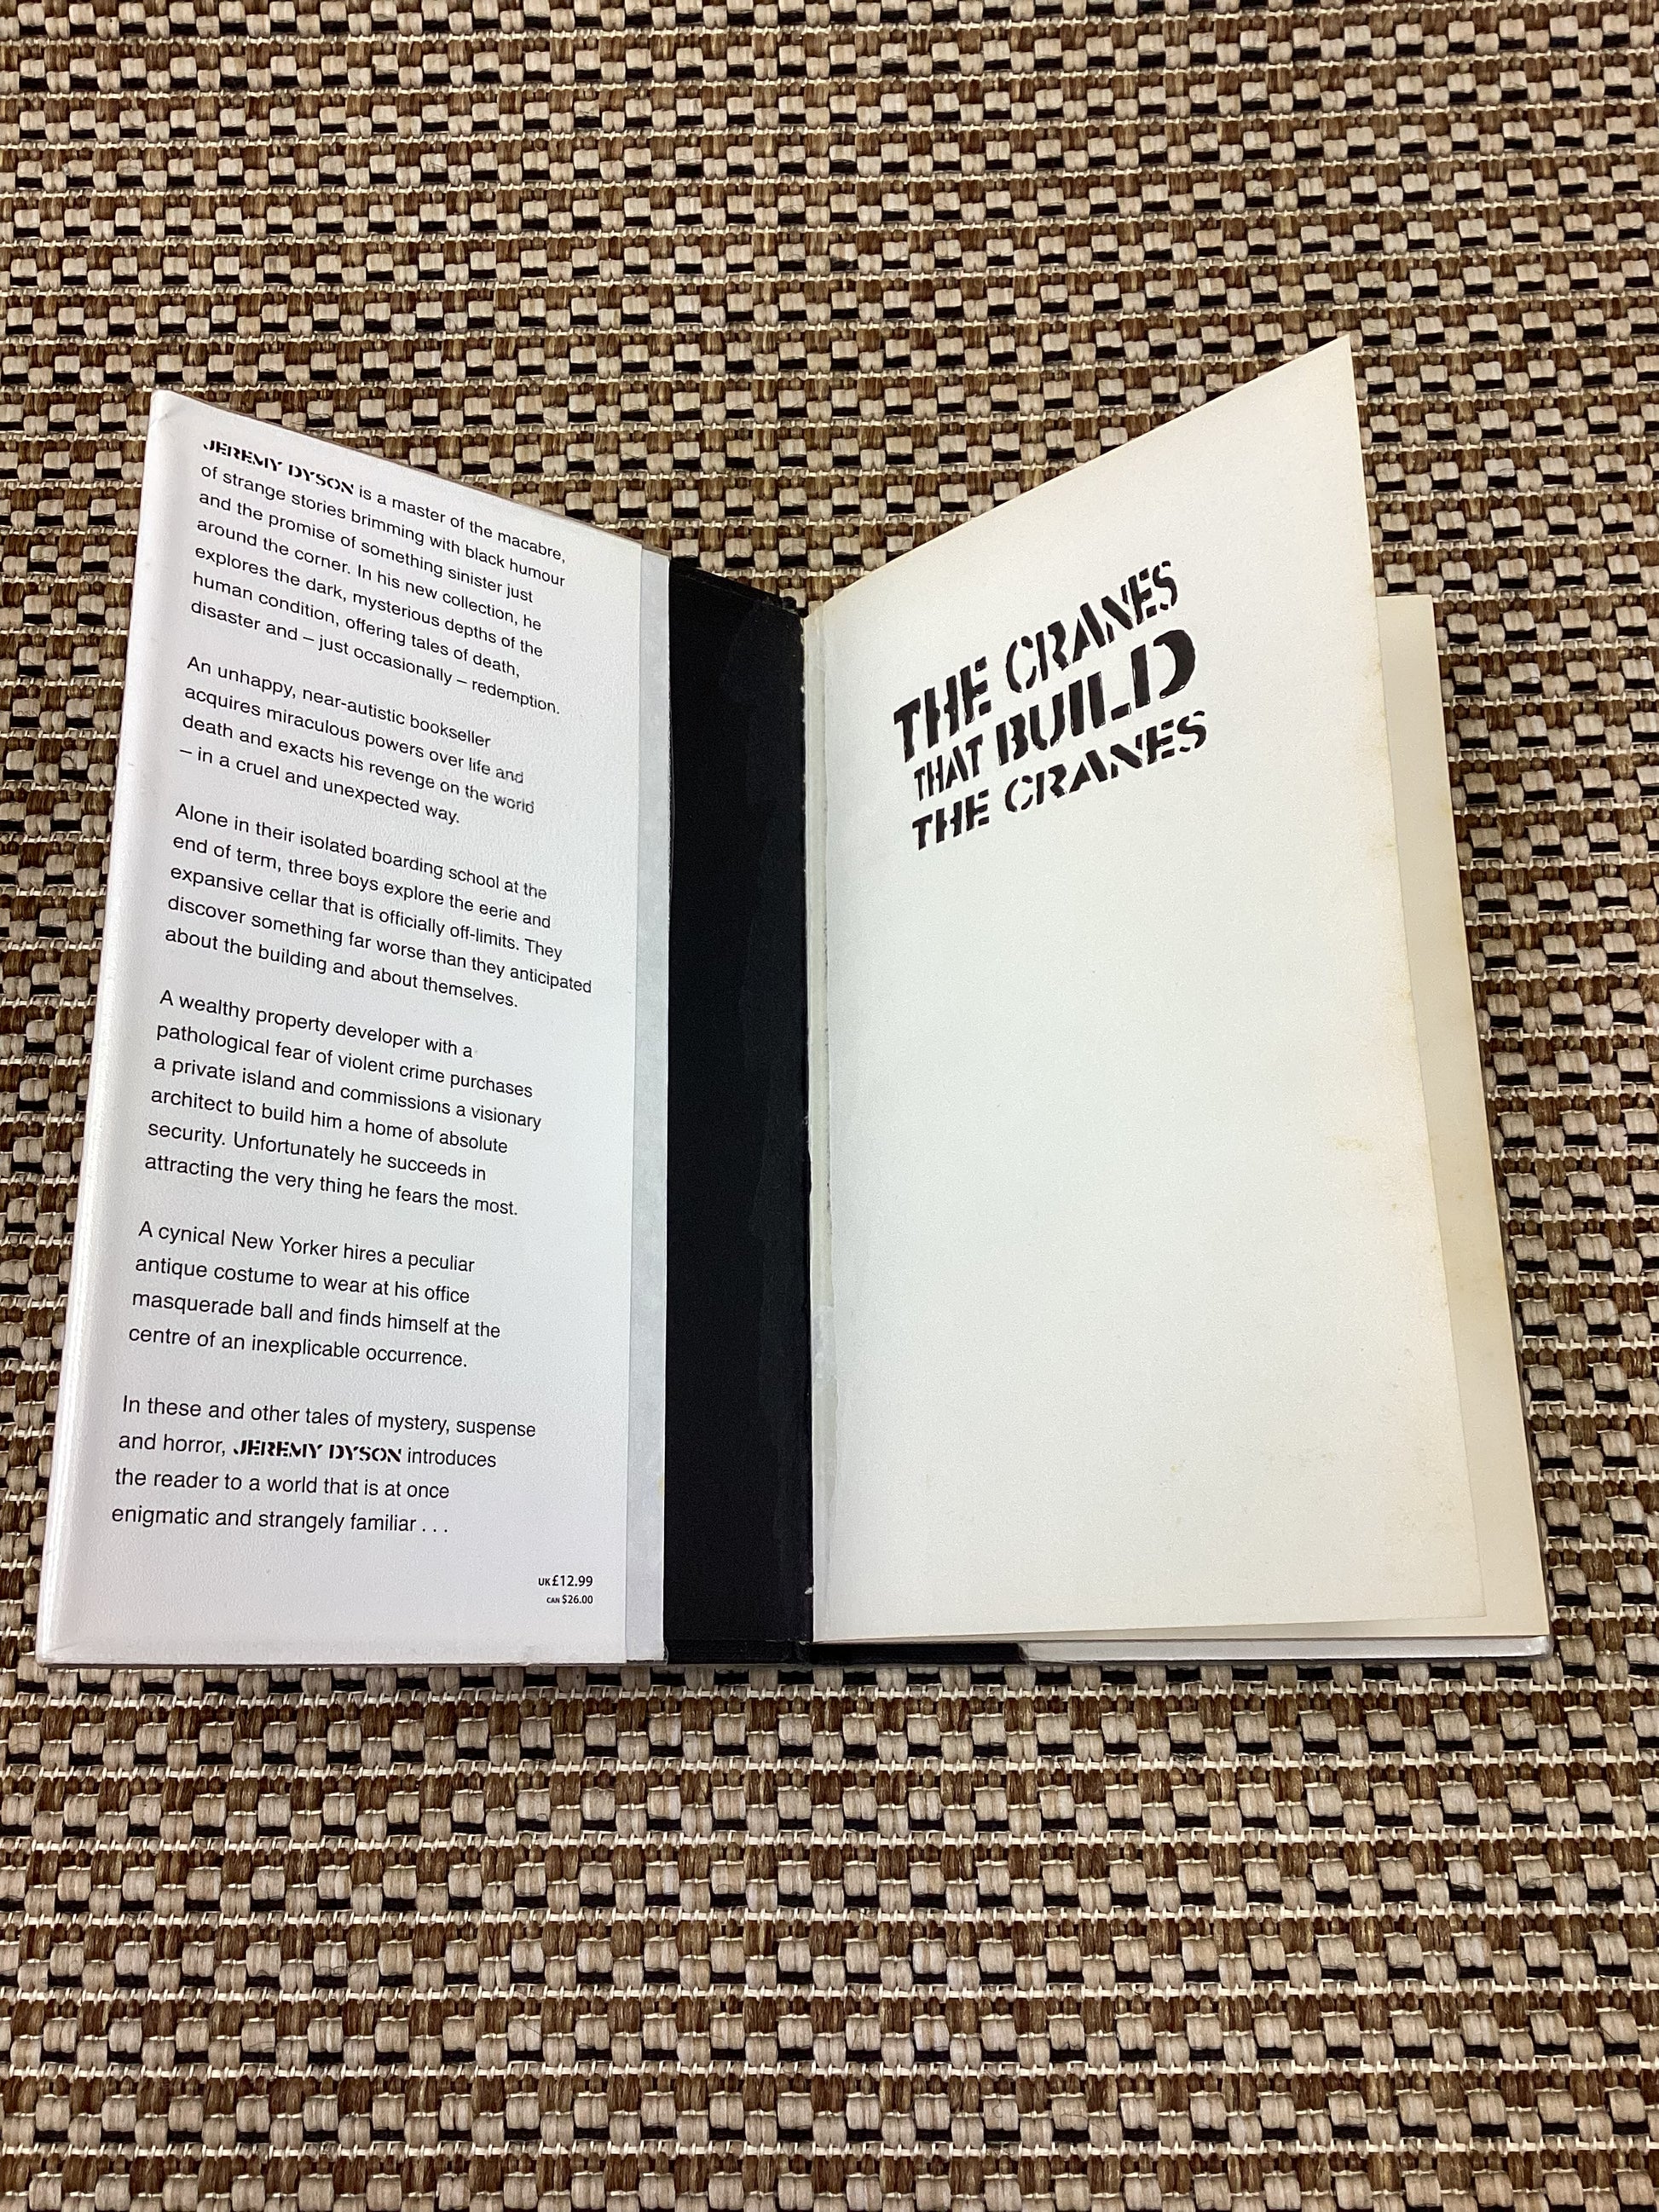 JEREMY DYSON is a master of the macabre,
of strange stories brimming with black humour
and the promise of something sinister just
around the corner. In his new collection, he
explores the dark, mysterious depths of the
human condition, offering tales of death,
disaster and – just occasionally – redemption.
An unhappy, near-autistic bookseller
acquires miraculous powers over life and
death and exacts his revenge on the world
– in a cruel and unexpected way.
Alone in their isolated boarding school at the
end of term, three boys explore the eerie and
expansive cellar that is officially off-limits. They
discover something far worse than they anticipated
about the building and about themselves.
A wealthy property developer with a
pathological fear of violent crime purchases
a private island and commissions a visionary
architect to build him a home of absolute
security. Unfortunately he succeeds in
attracting the very thing he fears the most.
A cynical New Yorker hires a peculiar
antique costume to wear at his office
masquerade ball and finds himself at the
centre of an inexplicable occurrence.
In these and other tales of mystery, suspense
and horror, JEREMY DYSON introduces
the reader to a world that is at once
enigmatic and strangely familiar . . .
UK £12.99
CAN $26.00
THE CRANES
THAT BUILD
THE CRANES